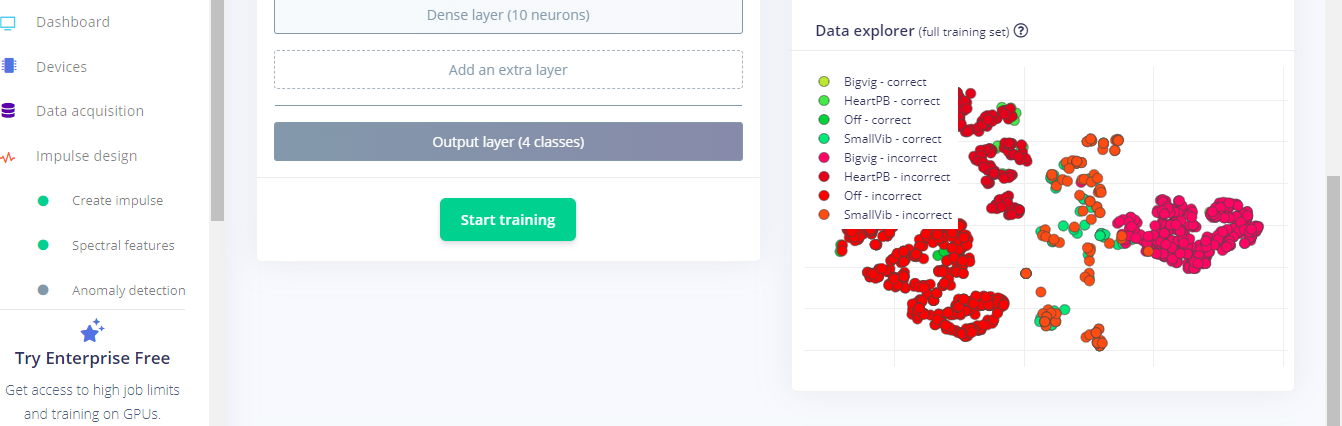 Dashboard
Devices
Data acquisition
Impulse design
Create impulse
Spectral features
Anomaly detection
Try Enterprise Free
Get access to high job limits
and training on GPUs.
Dense layer (10 neurons)
Add an extra layer
Output layer (4 classes)
Start training
Data explorer (full training set) ?
Bigvig - correct
HeartPB - correct
Off - correct
SmallVib - correct
Bigvig - incorrect
HeartPB - incorrect
Off - incorrect
SmallVib - incorrect